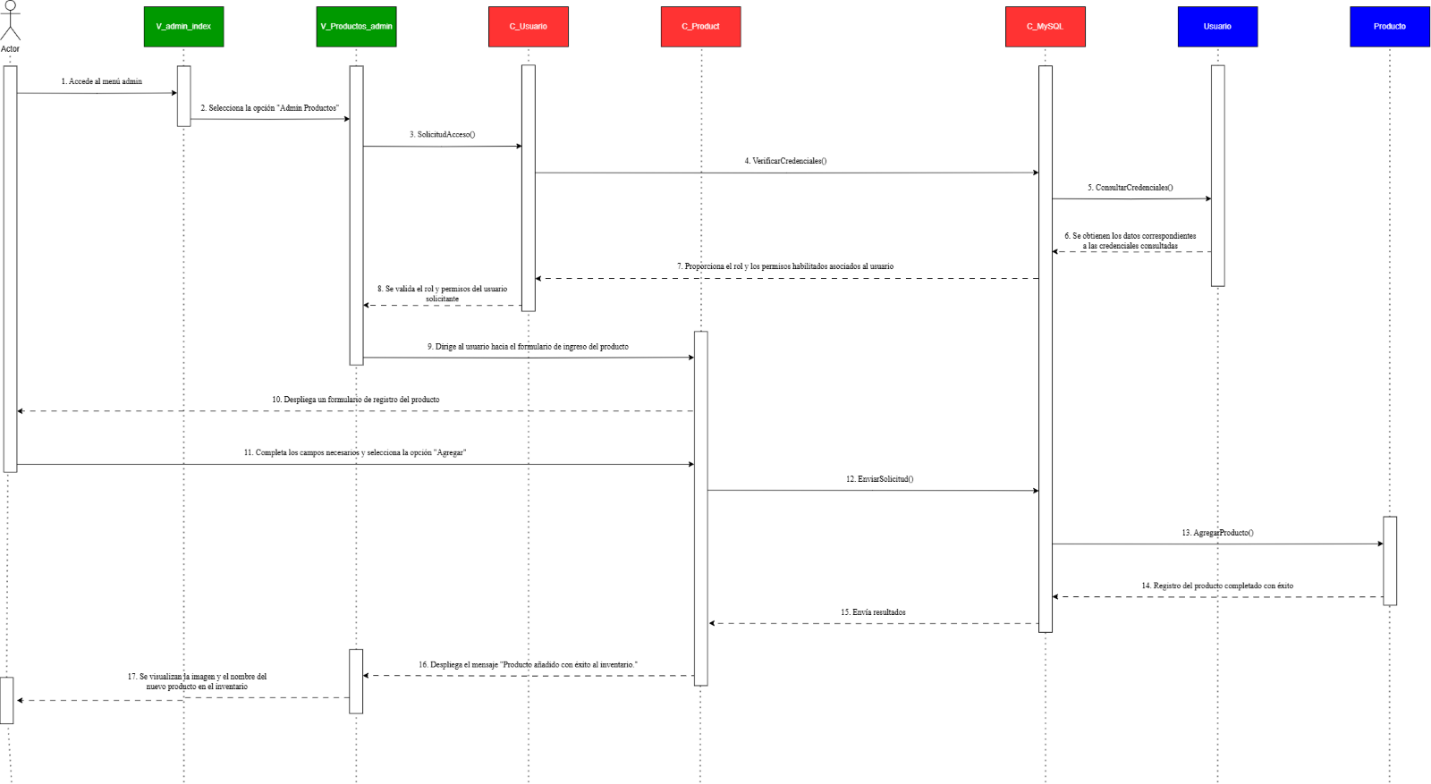 Actor
V_admin_index
V_Productos_admin
C_Usuario
C_Product
C_MySQL
Usuario
Producto
1. Accede al menú admin
2. Selecciona la opción "Admin Productos"
3. SolicitudAcceso()
4. VerificarCredenciales()
5. ConsultarCredenciales()
6. Se obtienen los datos correspondientes
a las credenciales consultadas
7. Proporciona el rol y los permisos habilitados asociados al usuario
8. Se valida el rol y permisos del usuario
solicitante
9. Dirige al usuario hacia el formulario de ingreso del producto
10. Despliega un formulario de registro del producto
11. Completa los campos necesarios y selecciona la opción "Agregar"
12. EnviarSolicitud()
13. AgregarProducto()
14. Registro del producto completado con éxito
15. Envía resultados
16. Despliega el mensaje "Producto añadido con éxito al inventario."
17. Se visualizan la imagen y el nombre del
nuevo producto en el inventario